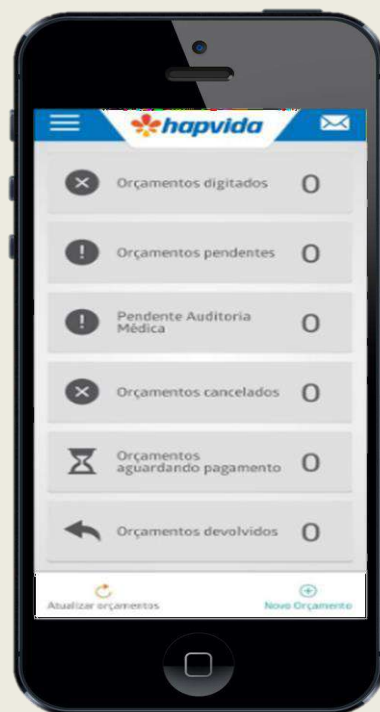 hapvida
Orçamentos digitados 0
Orçamentos pendentes 0
Pendente Auditoria
Médica 0
Orçamentos cancelados 0
Orçamentos
aguardando pagamento 0
Orçamentos devolvidos 0
Atualizar orçamentos Novo Orçamento